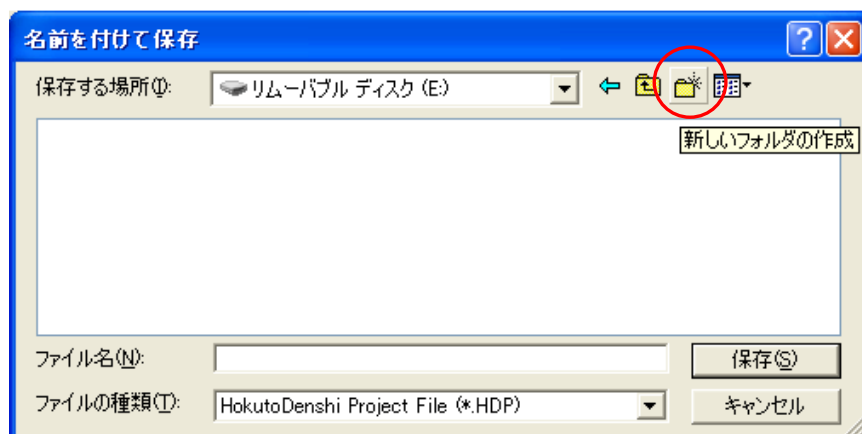 名前を付けて保存
保存する場所(I):
リムーバブル ディスク (E:)
新しいフォルダの作成
ファイル名(N):
保存(S)
ファイルの種類(T):
HokutoDenshi Project File (*.HDP)
キャンセル